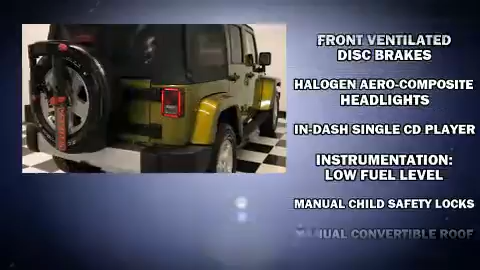 FRONT VENTILATED
DISC BRAKES
HALOGEN AERO-COMPOSITE
HEADLIGHTS
IN-DASH SINGLE CD PLAYER
INSTRUMENTATION:
LOW FUEL LEVEL
MANUAL CHILD SAFETY LOCKS
CONVERTIBLE ROOF